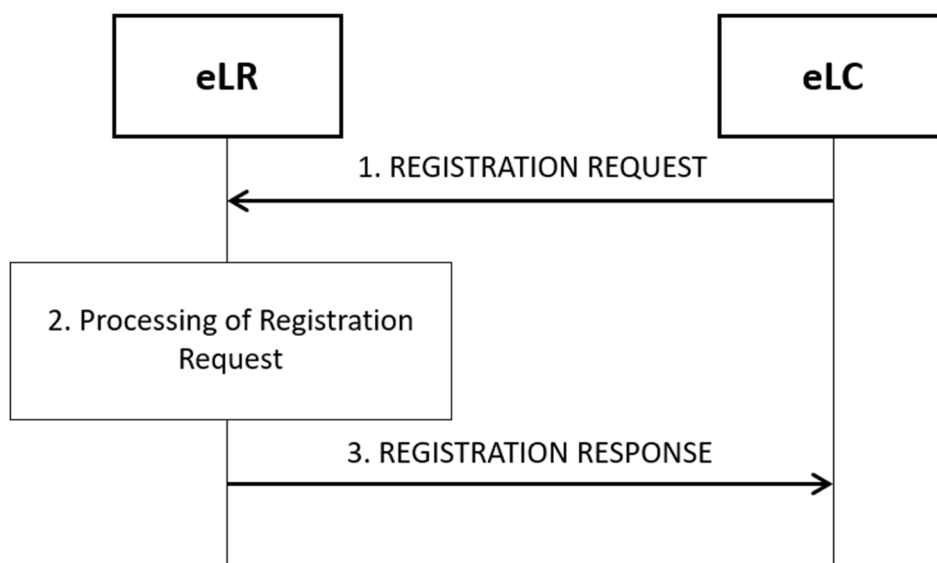 eLR
eLC
1. REGISTRATION REQUEST
2. Processing of Registration
Request
3. REGISTRATION RESPONSE